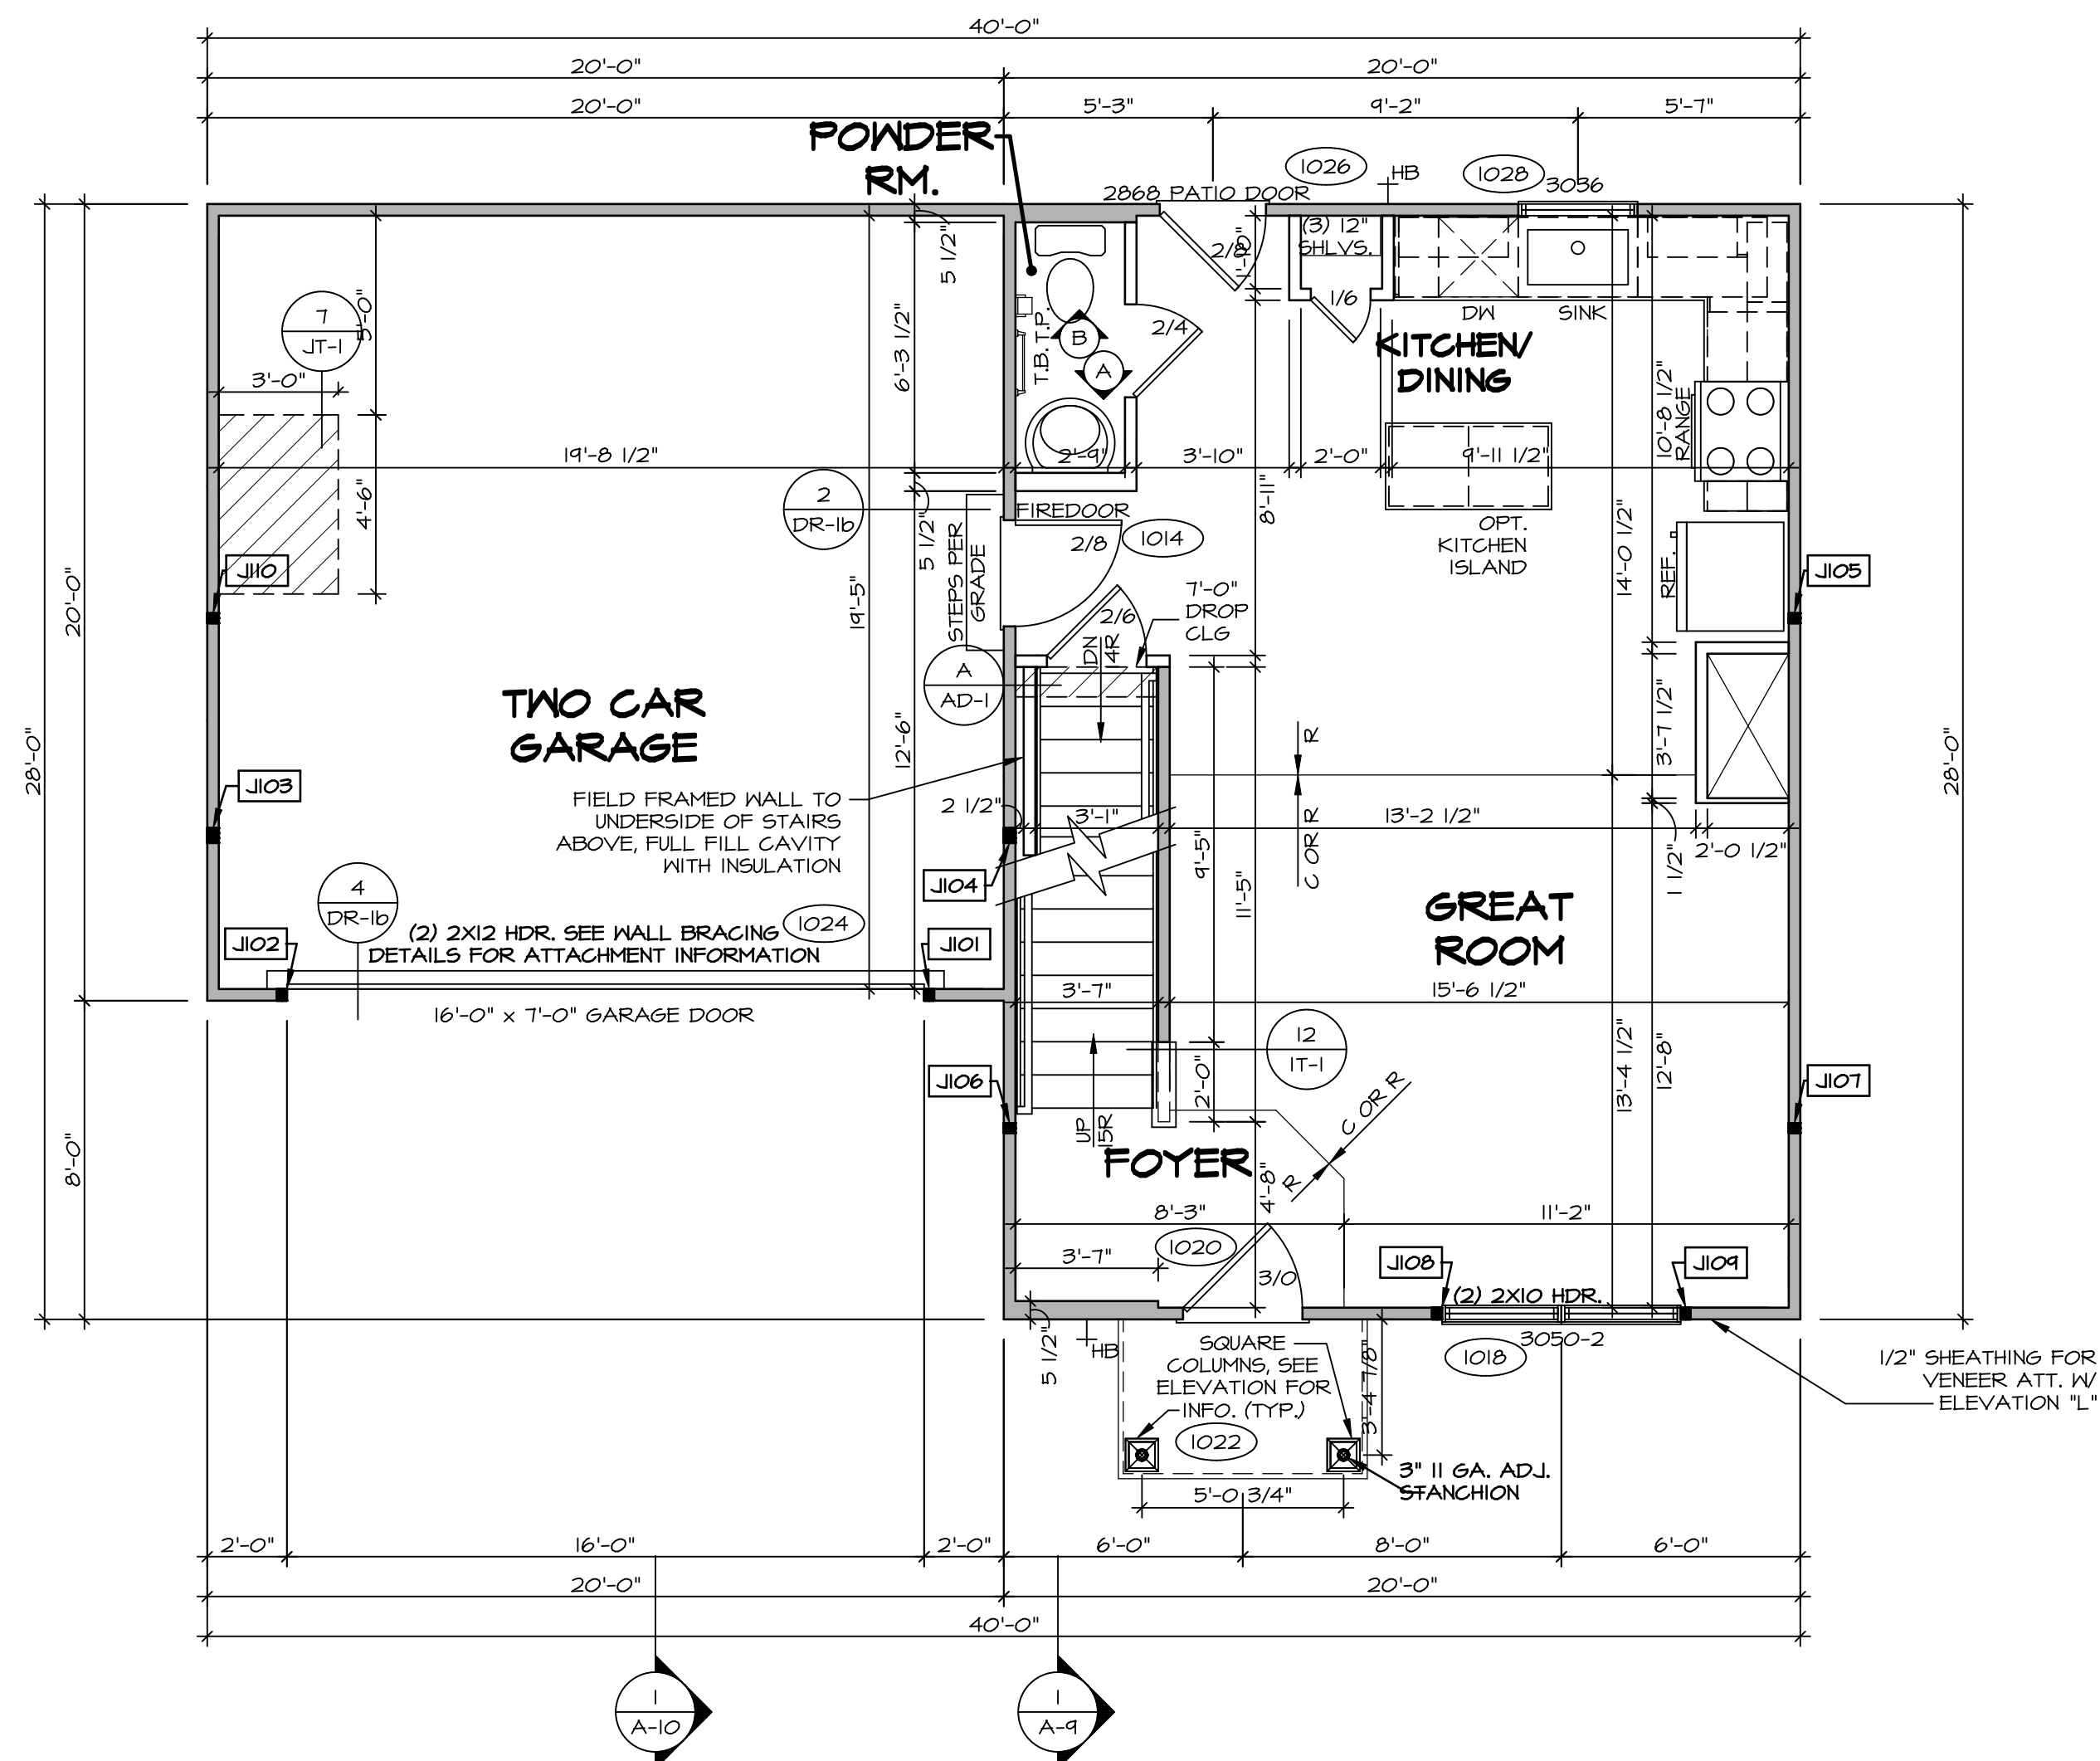 40'-0"
20'-0"
20'-0"
20'-0"
5'-3"
9'-2"
5'-7"
POWDER
RM.
1026
HB
1028
3036
2868 PATIO DOOR
(3) 12"
SHLVS.
2/8
5 1/2"
7
JT-1
5'-0"
3'-0"
4'-6"
6'-3 1/2"
T.B. T.P.
B
A
2/4
1/6
DW
SINK
KITCHEN/
DINING
10'-8 1/2"
RANGE
19'-8 1/2"
2'-9"
3'-10"
2'-0"
9'-11 1/2"
2
DR-1b
8'-11"
FIREDOOR
2/8
1014
OPT.
KITCHEN
ISLAND
14'-0 1/2"
REF.
5 1/2"
STEPS PER
GRADE
J110
J105
20'-0"
19'-5"
2/6
7'-0"
DROP
CLG
DN
14R
A
AD-1
TWO CAR
GARAGE
28'-0"
12'-6"
R
C OR R
3'-7 1/2"
28'-0"
J103
FIELD FRAMED WALL TO
UNDERSIDE OF STAIRS
ABOVE, FULL FILL CAVITY
WITH INSULATION
2 1/2"
3'-1"
9'-5"
13'-2 1/2"
1 1/2"
2'-0 1/2"
J104
4
DR-1b
11'-5"
GREAT
ROOM
1024
J102
(2) 2X12 HDR. SEE WALL BRACING
DETAILS FOR ATTACHMENT INFORMATION
J101
3'-7"
15'-6 1/2"
16'-0" x 7'-0" GARAGE DOOR
12
IT-1
J106
2'-0"
13'-4 1/2"
12'-8"
J107
C OR R
R
UP
15R
8'-0"
FOYER
4'-8"
8'-3"
11'-2"
3'-7"
1020
3/0
J108
J109
(2) 2X10 HDR.
5 1/2"
HB
SQUARE
COLUMNS, SEE
ELEVATION FOR
INFO. (TYP.)
3'-4 7/8"
3050-2
1018
1/2" SHEATHING FOR
VENEER ATT. W/
ELEVATION "L"
1022
3" 11 GA. ADJ.
STANCHION
5'-0 3/4"
2'-0"
16'-0"
2'-0"
6'-0"
8'-0"
6'-0"
20'-0"
20'-0"
40'-0"
1
A-10
1
A-9